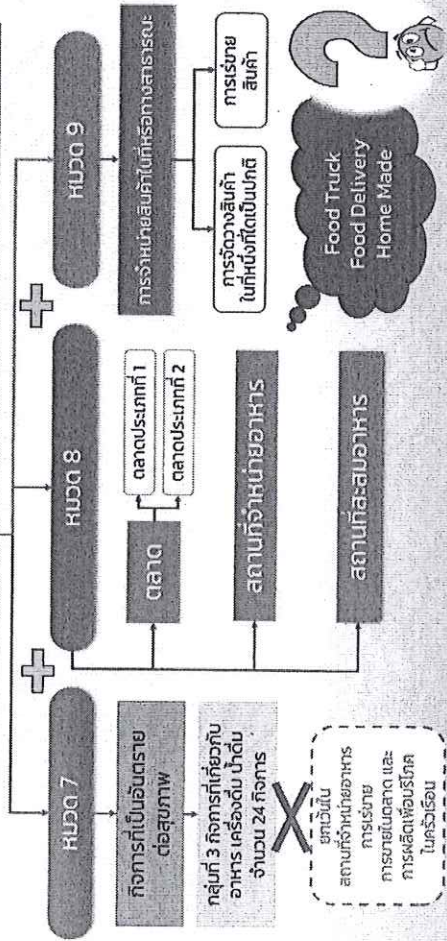 หมวด 7
กิจการที่เป็นอันตราย
ต่อสุขภาพ
กลุ่มที่ 3 กิจการที่เกี่ยวกับ
อาหาร เครื่องดื่ม น้ำดื่ม
จำนวน 24 กิจการ
ยกเว้นใน
สถานที่จำหน่ายอาหาร
การเร่ขาย
การขายในตลาด และ
การผลิตเพื่อบริโภค
ในครัวเรือน
หมวด 8
ตลาด
ตลาดประเภทที่ 1
ตลาดประเภทที่ 2
สถานที่จำหน่ายอาหาร
สถานที่สะสมอาหาร
หมวด 9
การจำหน่ายสินค้าในที่หรือทางสาธารณะ
การจัดวางสินค้า
ในที่หนึ่งที่ใดเป็นปกติ
การเร่ขาย
สินค้า
Food Truck
Food Delivery
Home Made
?